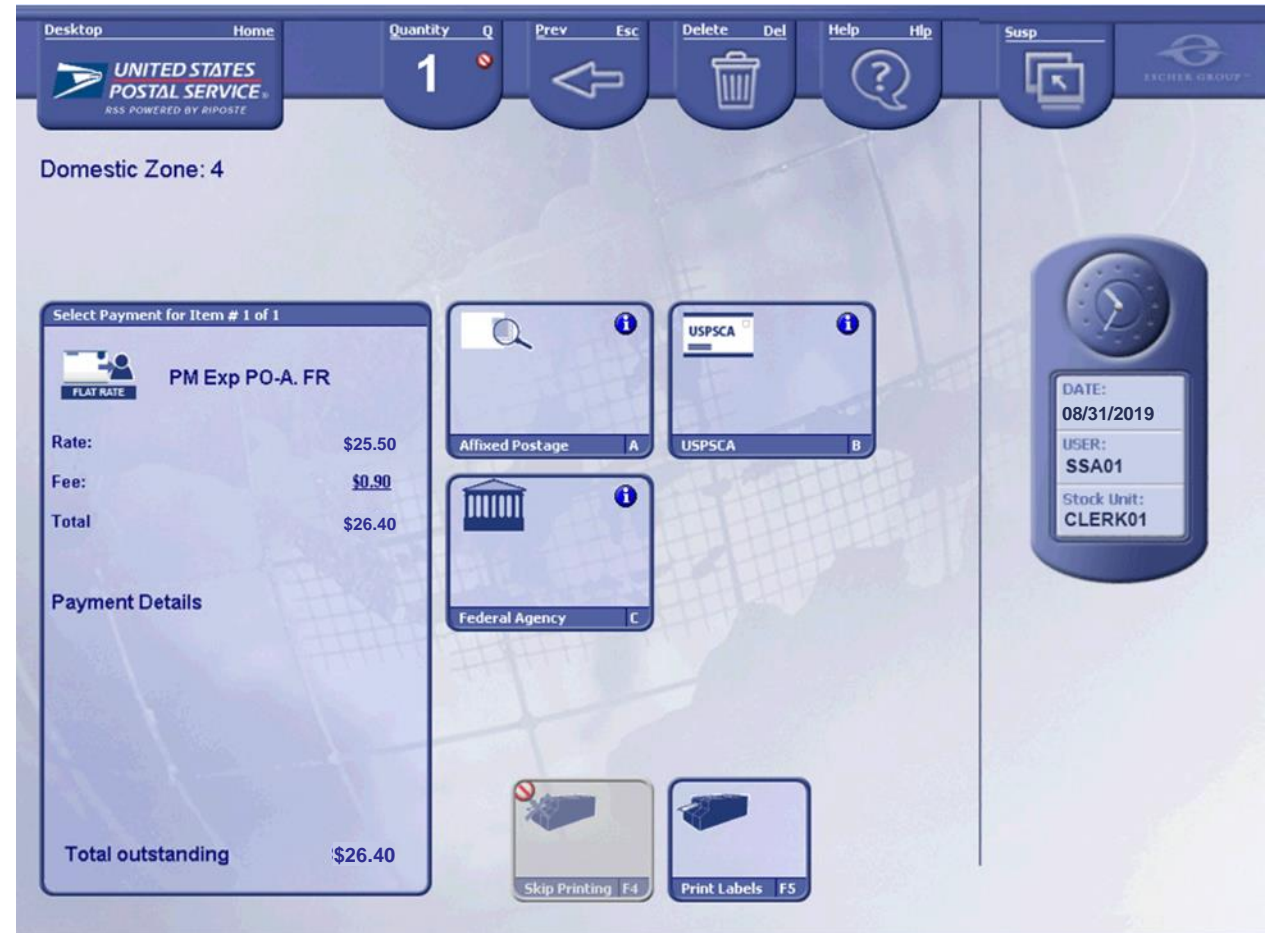 Desktop Home
Quantity Q
Prev Esc
Delete Del
Help Hlp
Susp
1
UNITED STATES
POSTAL SERVICE®
RSS POWERED BY RIPOSTE
ESCHER GROUP™
Domestic Zone: 4
Select Payment for Item # 1 of 1
FLAT RATE
PM Exp PO-A. FR
Rate: $25.50
Fee: $0.90
Total $26.40
Payment Details
Total outstanding $26.40
Affixed Postage A
USPSCA
USPSCA B
Federal Agency C
Skip Printing F4
Print Labels F5
DATE:
08/31/2019
USER:
SSA01
Stock Unit:
CLERK01